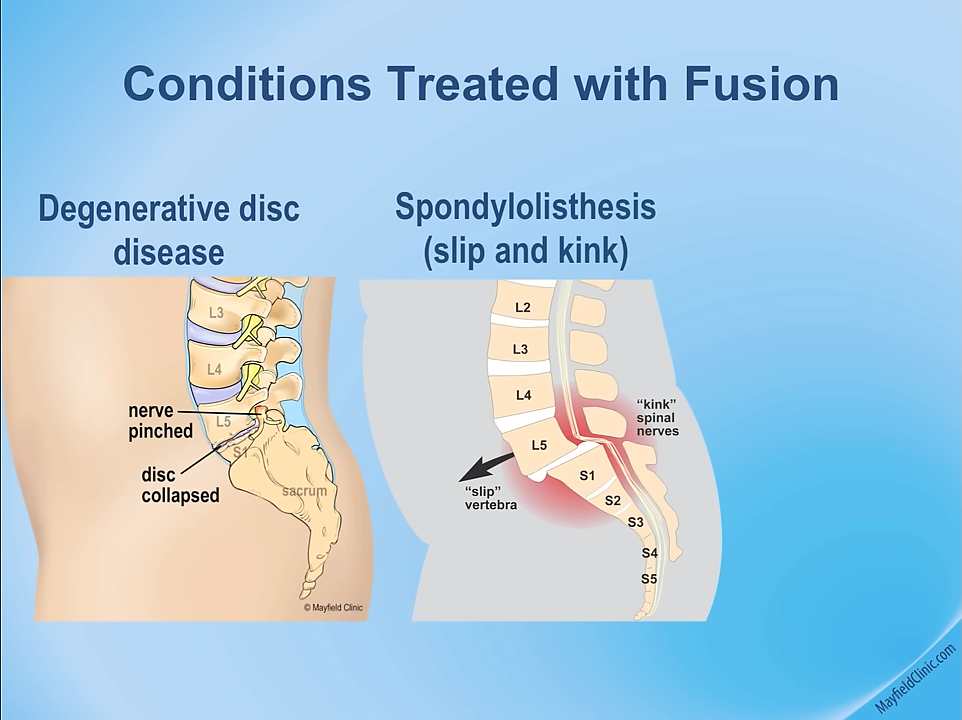 Conditions Treated with Fusion
Degenerative disc
disease
L3
L4
L5
S1
nerve
pinched
disc
collapsed
sacrum
© Mayfield Clinic
Spondylolisthesis
(slip and kink)
L2
L3
L4
L5
S1
S2
S3
S4
S5
“kink”
spinal
nerves
“slip”
vertebra
MayfieldClinic.com